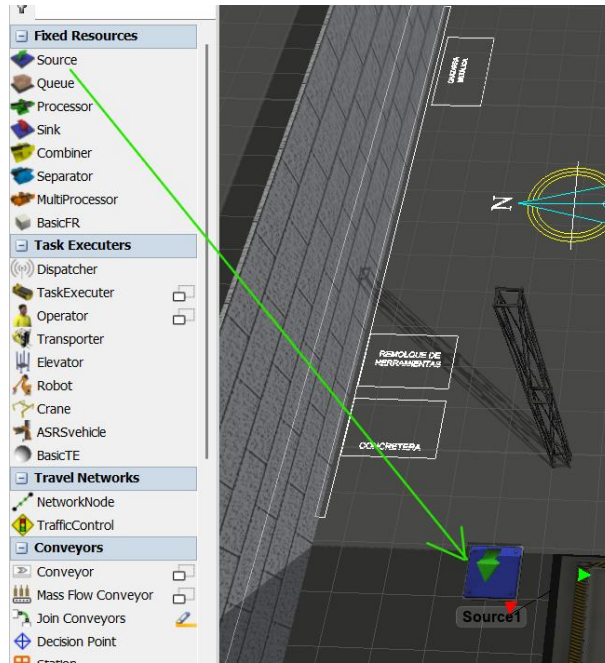 Fixed Resources
Source
Queue
Processor
Sink
Combiner
Separator
MultiProcessor
BasicFR
Task Executers
Dispatcher
TaskExecuter
Operator
Transporter
Elevator
Robot
Crane
ASRSvehicle
BasicTE
Travel Networks
NetworkNode
TrafficControl
Conveyors
Conveyor
Mass Flow Conveyor
Join Conveyors
Decision Point
Station
N
REMOLQUE DE
HERRAMIENTAS
CONCRETERA
Source1